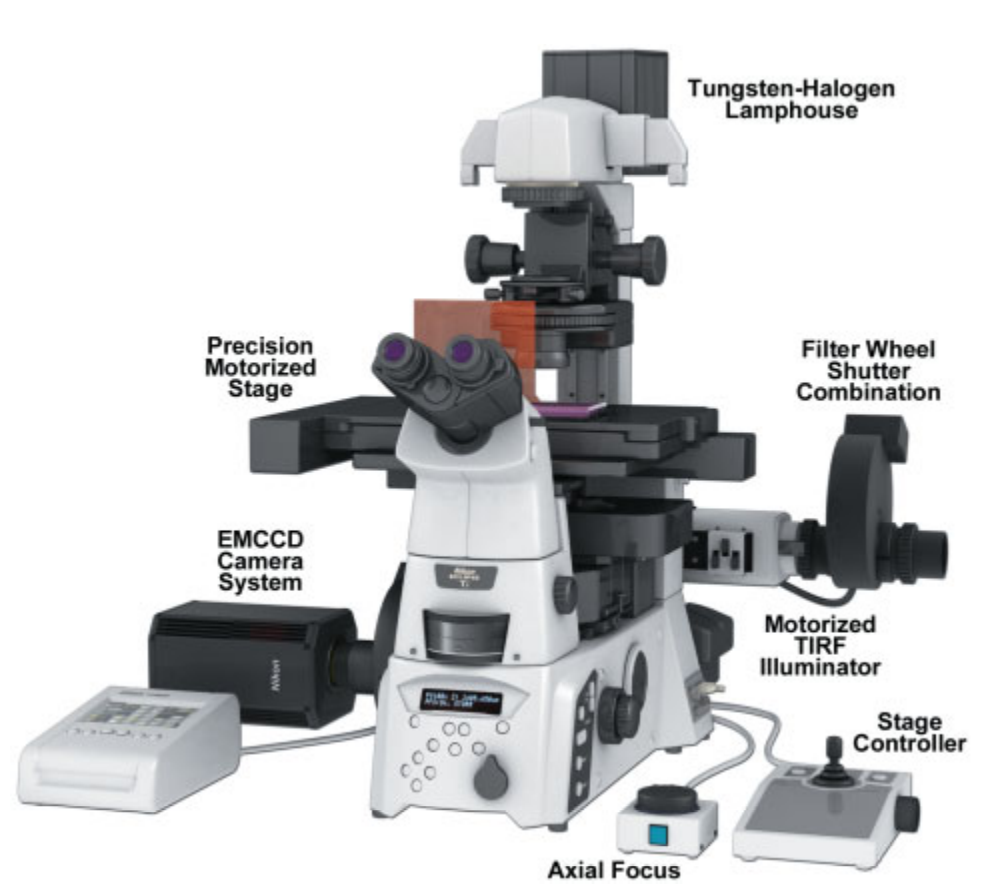 Tungsten-Halogen
Lamphouse
Precision
Motorized
Stage
Filter Wheel
Shutter
Combination
EMCCD
Camera
System
Nikon
Nikon
Motorized
TIRF
Illuminator
Stage
Controller
Axial Focus